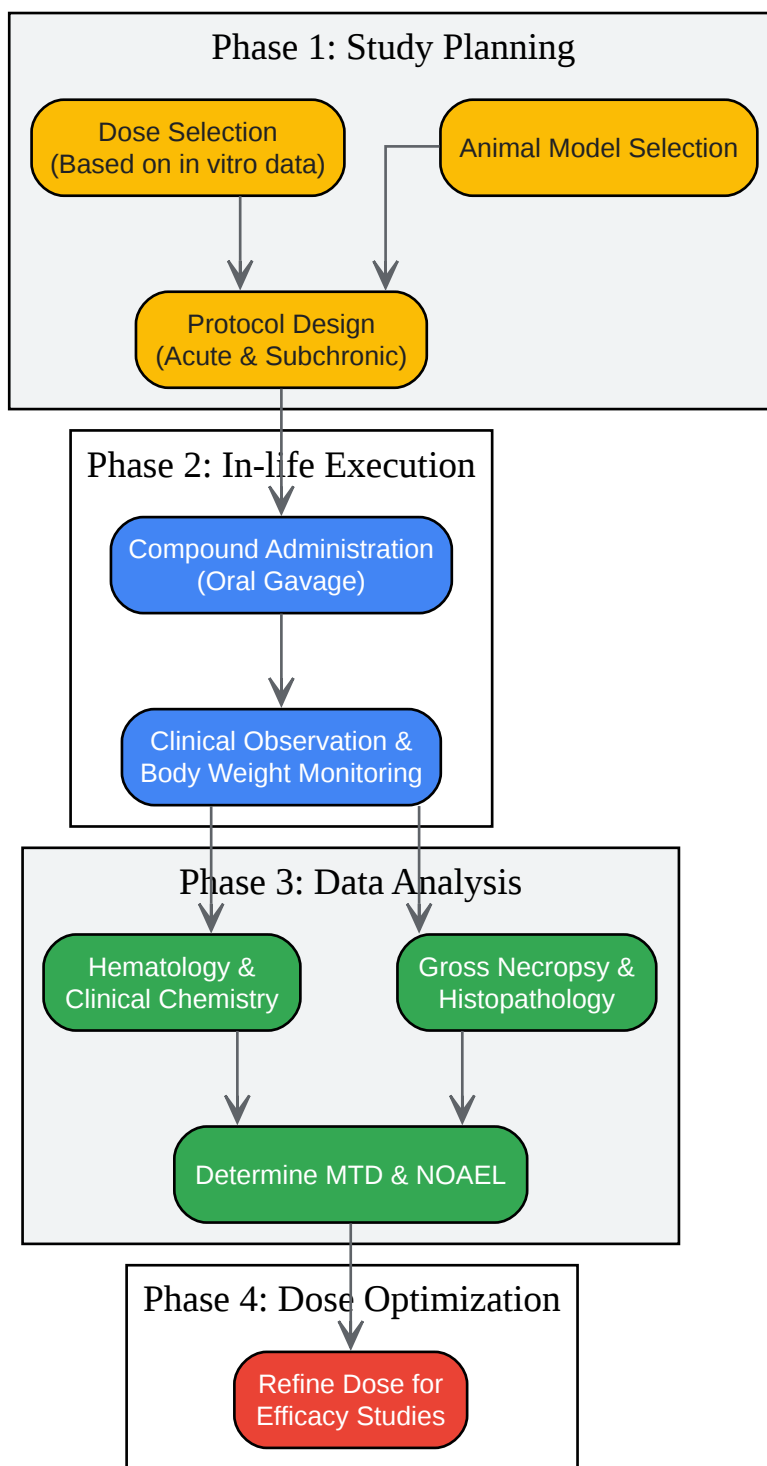 Phase 1: Study Planning
Dose Selection
(Based on in vitro data)
Animal Model Selection
Protocol Design
(Acute & Subchronic)
Phase 2: In-life Execution
Compound Administration
(Oral Gavage)
Clinical Observation &
Body Weight Monitoring
Phase 3: Data Analysis
Hematology &
Clinical Chemistry
Gross Necropsy &
Histopathology
Determine MTD & NOAEL
Phase 4: Dose Optimization
Refine Dose for
Efficacy Studies